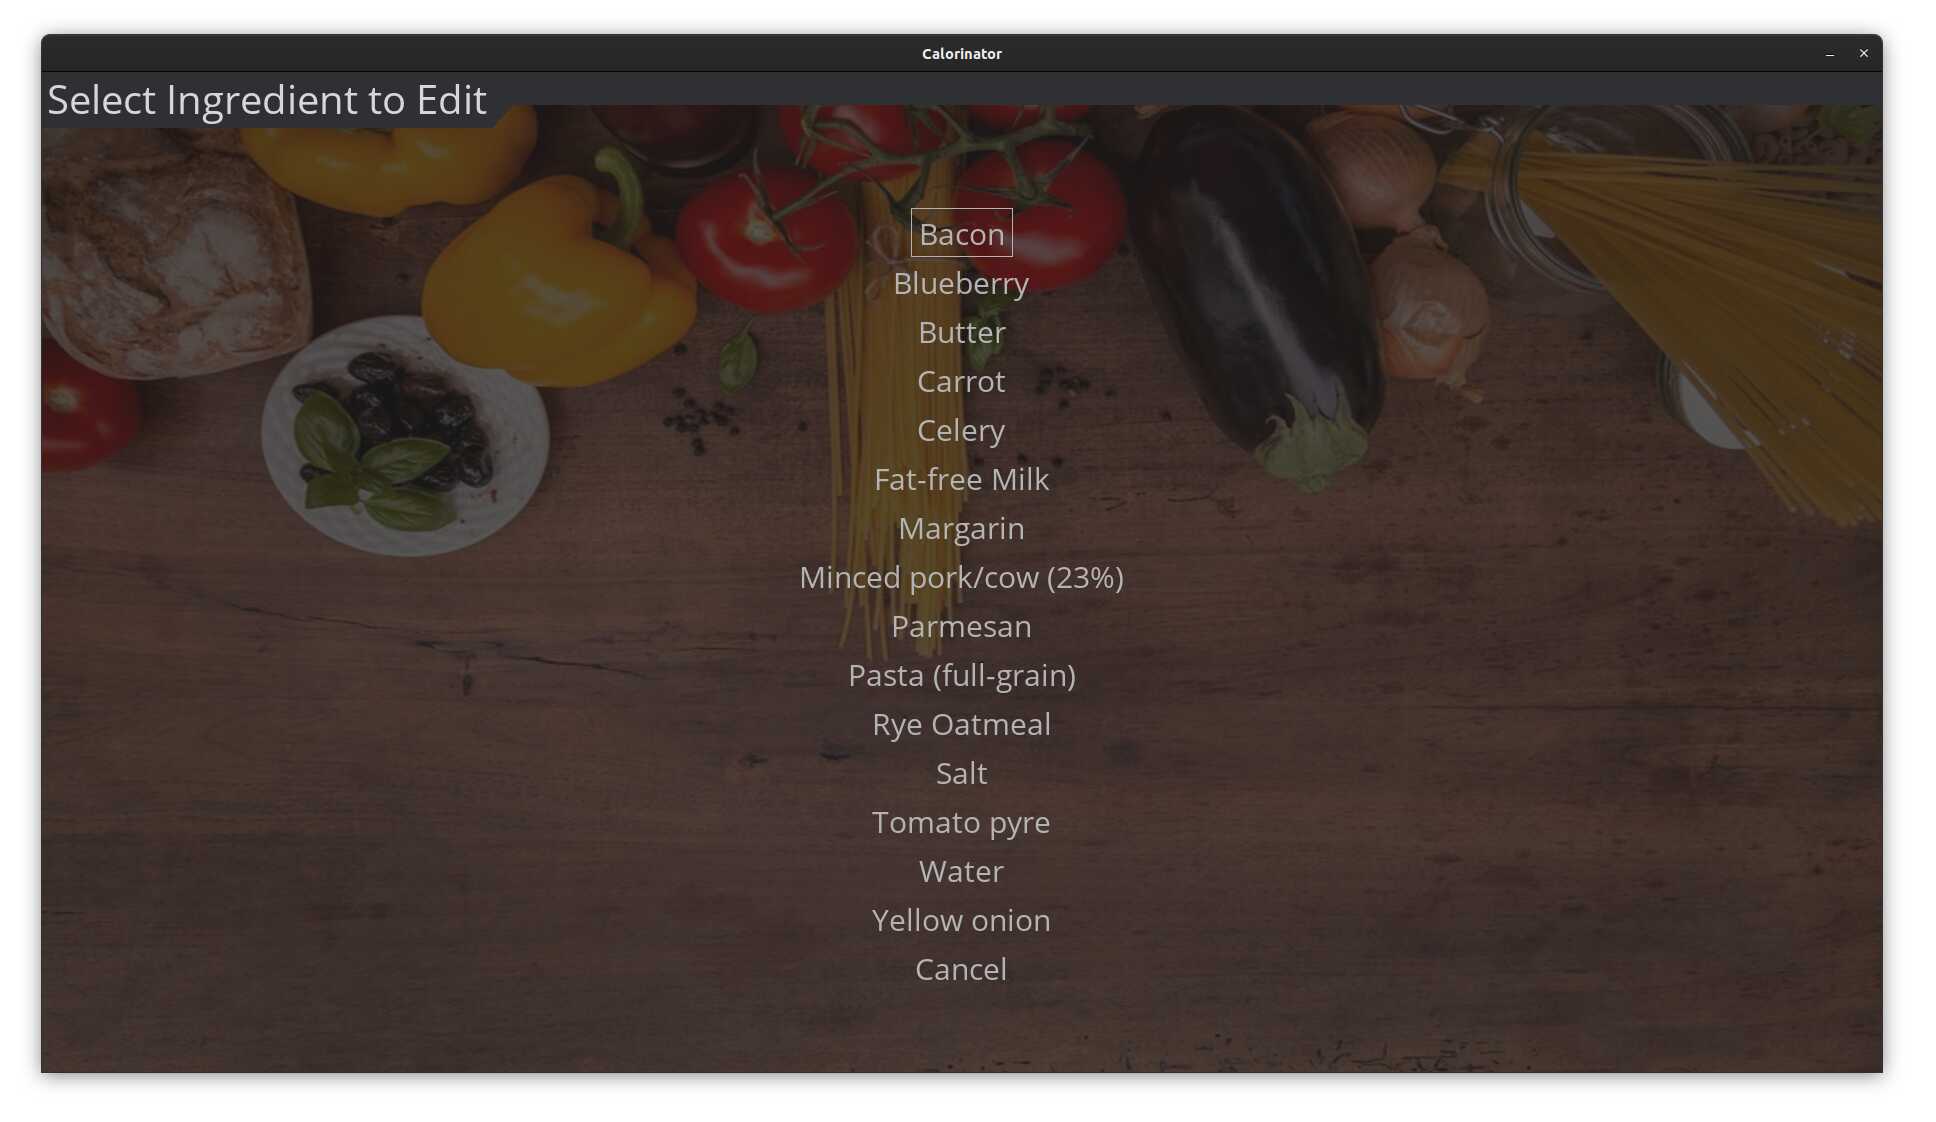 Calorinator
Select Ingredient to Edit
Bacon
Blueberry
Butter
Carrot
Celery
Fat-free Milk
Margarin
Minced pork/cow (23%)
Parmesan
Pasta (full-grain)
Rye Oatmeal
Salt
Tomato pyre
Water
Yellow onion
Cancel